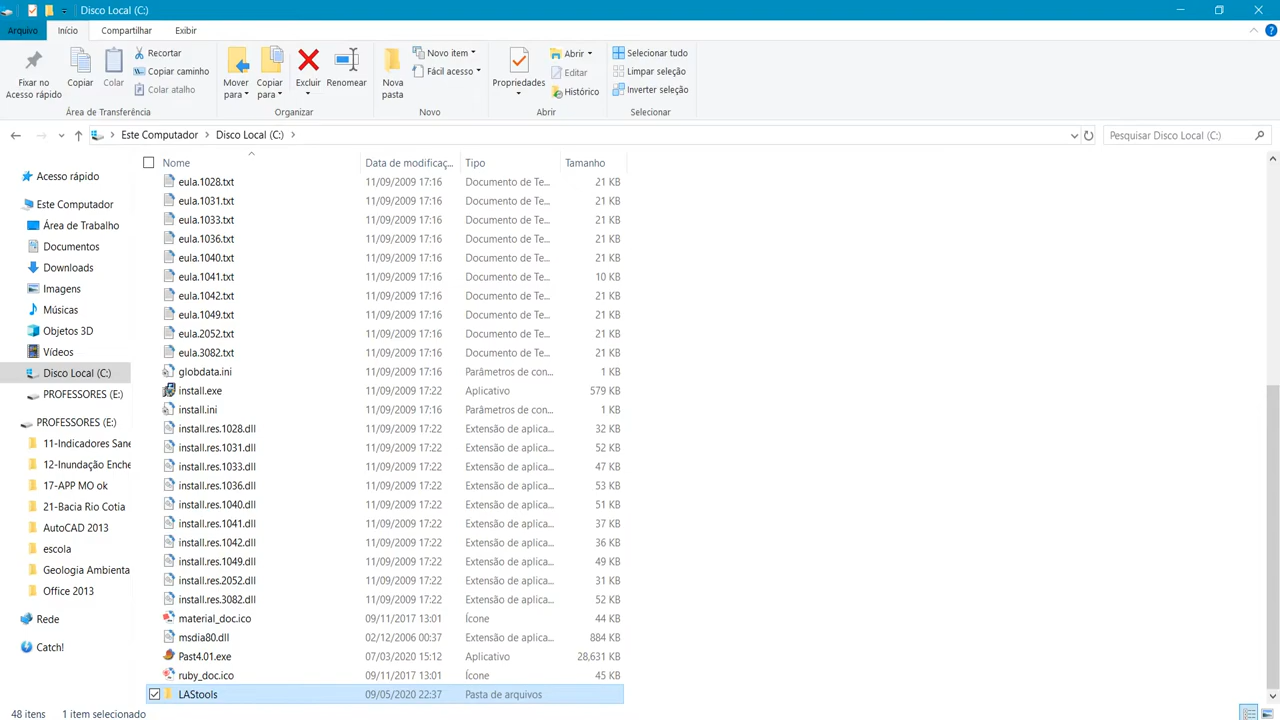 Disco Local (C:)
Arquivo Início Compartilhar Exibir
Fixar no Acesso rápido
Copiar
Colar
Recortar
Copiar caminho
Colar atalho
Área de Transferência
Mover para
Copiar para
Excluir
Renomear
Organizar
Nova pasta
Novo item
Fácil acesso
Novo
Propriedades
Abrir
Editar
Histórico
Abrir
Selecionar tudo
Limpar seleção
Inverter seleção
Selecionar
Este Computador > Disco Local (C:) >
Pesquisar Disco Local (C:)
Acesso rápido
Este Computador
Área de Trabalho
Documentos
Downloads
Imagens
Músicas
Objetos 3D
Vídeos
Disco Local (C:)
PROFESSORES (E:)
PROFESSORES (E:)
11-Indicadores Sane
12-Inundação Enche
17-APP MO ok
21-Bacia Rio Cotia
AutoCAD 2013
escola
Geologia Ambienta
Office 2013
Rede
Catch!
Nome Data de modificaç... Tipo Tamanho
eula.1028.txt 11/09/2009 17:16 Documento de Te... 21 KB
eula.1031.txt 11/09/2009 17:16 Documento de Te... 21 KB
eula.1033.txt 11/09/2009 17:16 Documento de Te... 21 KB
eula.1036.txt 11/09/2009 17:16 Documento de Te... 21 KB
eula.1040.txt 11/09/2009 17:16 Documento de Te... 21 KB
eula.1041.txt 11/09/2009 17:16 Documento de Te... 10 KB
eula.1042.txt 11/09/2009 17:16 Documento de Te... 21 KB
eula.1049.txt 11/09/2009 17:16 Documento de Te... 21 KB
eula.2052.txt 11/09/2009 17:16 Documento de Te... 21 KB
eula.3082.txt 11/09/2009 17:16 Documento de Te... 21 KB
globdata.ini 11/09/2009 17:16 Parâmetros de con... 1 KB
install.exe 11/09/2009 17:22 Aplicativo 579 KB
install.ini 11/09/2009 17:16 Parâmetros de con... 1 KB
install.res.1028.dll 11/09/2009 17:22 Extensão de aplica... 32 KB
install.res.1031.dll 11/09/2009 17:22 Extensão de aplica... 52 KB
install.res.1033.dll 11/09/2009 17:22 Extensão de aplica... 47 KB
install.res.1036.dll 11/09/2009 17:22 Extensão de aplica... 53 KB
install.res.1040.dll 11/09/2009 17:22 Extensão de aplica... 51 KB
install.res.1041.dll 11/09/2009 17:22 Extensão de aplica... 37 KB
install.res.1042.dll 11/09/2009 17:22 Extensão de aplica... 36 KB
install.res.1049.dll 11/09/2009 17:22 Extensão de aplica... 49 KB
install.res.2052.dll 11/09/2009 17:22 Extensão de aplica... 31 KB
install.res.3082.dll 11/09/2009 17:22 Extensão de aplica... 52 KB
material_doc.ico 09/11/2017 13:01 Ícone 44 KB
msdia80.dll 02/12/2006 00:37 Extensão de aplica... 884 KB
Past4.01.exe 07/03/2020 15:12 Aplicativo 28,631 KB
ruby_doc.ico 09/11/2017 13:01 Ícone 45 KB
LAStools 09/05/2020 22:37 Pasta de arquivos
48 itens 1 item selecionado